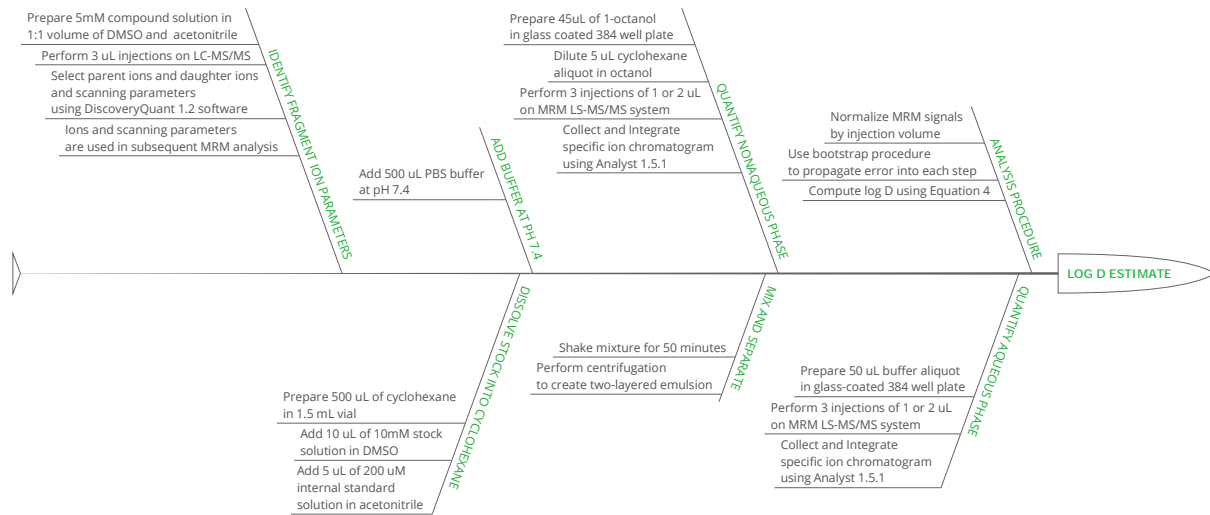 Prepare 5mM compound solution in
1:1 volume of DMSO and acetonitrile
Perform 3 uL injections on LC-MS/MS
Select parent ions and daughter ions
and scanning parameters
using DiscoveryQuant 1.2 software
Ions and scanning parameters
are used in subsequent MRM analysis
IDENTIFY FRAGMENT ION PARAMETERS
Add 500 uL PBS buffer
at pH 7.4
ADD BUFFER AT PH 7.4
Prepare 45uL of 1-octanol
in glass coated 384 well plate
Dilute 5 uL cyclohexane
aliquot in octanol
Perform 3 injections of 1 or 2 uL
on MRM LS-MS/MS system
Collect and Integrate
specific ion chromatogram
using Analyst 1.5.1
QUANTIFY NONAQUEOUS PHASE
Normalize MRM signals
by injection volume
Use bootstrap procedure
to propagate error into each step
Compute log D using Equation 4
ANALYSIS PROCEDURE
LOG D ESTIMATE
Prepare 500 uL of cyclohexane
in 1.5 mL vial
Add 10 uL of 10mM stock
solution in DMSO
Add 5 uL of 200 uM
internal standard
solution in acetonitrile
DISSOLVE STOCK INTO CYCLOHEXANE
Shake mixture for 50 minutes
Perform centrifugation
to create two-layered emulsion
MIX AND SEPARATE
Prepare 50 uL buffer aliquot
in glass-coated 384 well plate
Perform 3 injections of 1 or 2 uL
on MRM LS-MS/MS system
Collect and Integrate
specific ion chromatogram
using Analyst 1.5.1
QUANTIFY AQUEOUS PHASE